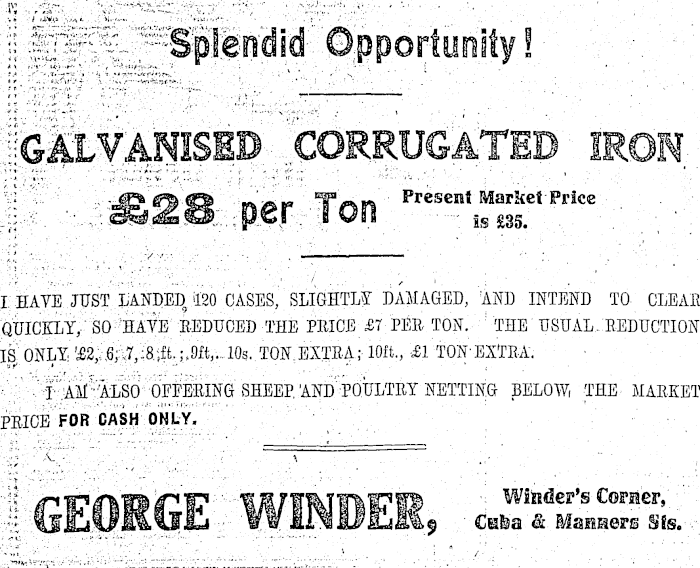 Splendid Opportunity!
GALVANISED CORRUGATED IRON
£28 per Ton Present Market Price
is £35.
I HAVE JUST LANDED 120 CASES, SLIGHTLY DAMAGED, AND INTEND TO CLEAR
QUICKLY, SO HAVE REDUCED THE PRICE £7 PER TON. THE USUAL REDUCTION
IS ONLY £2, 6, 7, 8 ft.; 9ft., 10s. TON EXTRA; 10ft., £1 TON EXTRA.
I AM ALSO OFFERING SHEEP AND POULTRY NETTING BELOW THE MARKET
PRICE FOR CASH ONLY.
GEORGE WINDER,
Winder's Corner,
Cuba & Manners Sts.